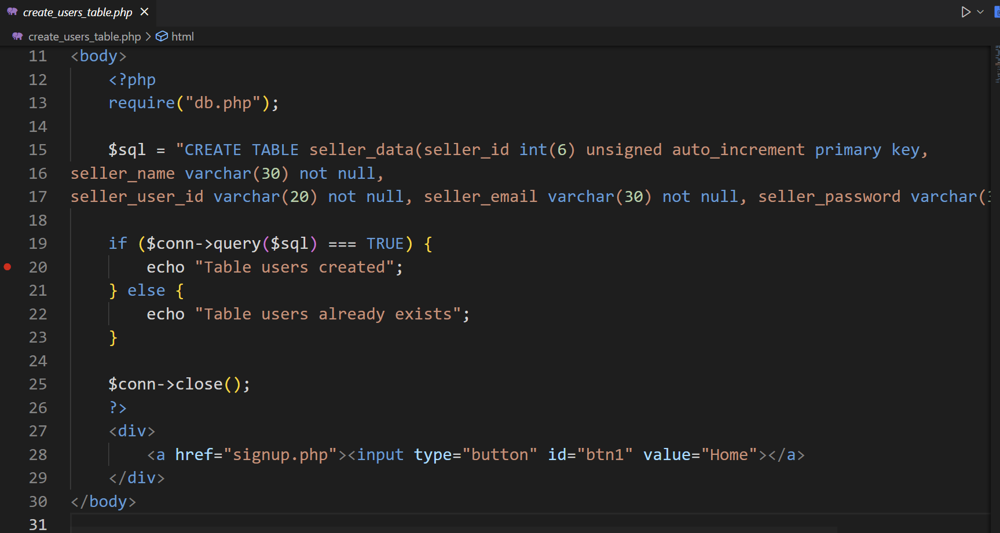 create_users_table.php
create_users_table.php > html
11 <body>
12 <?php
13 require("db.php");
14
15 $sql = "CREATE TABLE seller_data(seller_id int(6) unsigned auto_increment primary key,
16 seller_name varchar(30) not null,
17 seller_user_id varchar(20) not null, seller_email varchar(30) not null, seller_password varchar(
18
19 if ($conn->query($sql) === TRUE) {
20 echo "Table users created";
21 } else {
22 echo "Table users already exists";
23 }
24
25 $conn->close();
26 ?>
27 <div>
28 <a href="signup.php"><input type="button" id="btn1" value="Home"></a>
29 </div>
30 </body>
31